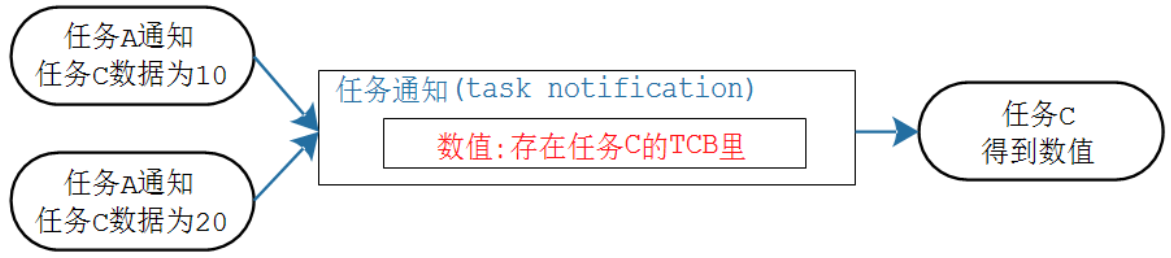 任务A通知
任务C数据为10
任务A通知
任务C数据为20
任务通知(task notification)
数值:存在任务C的TCB里
任务C
得到数值